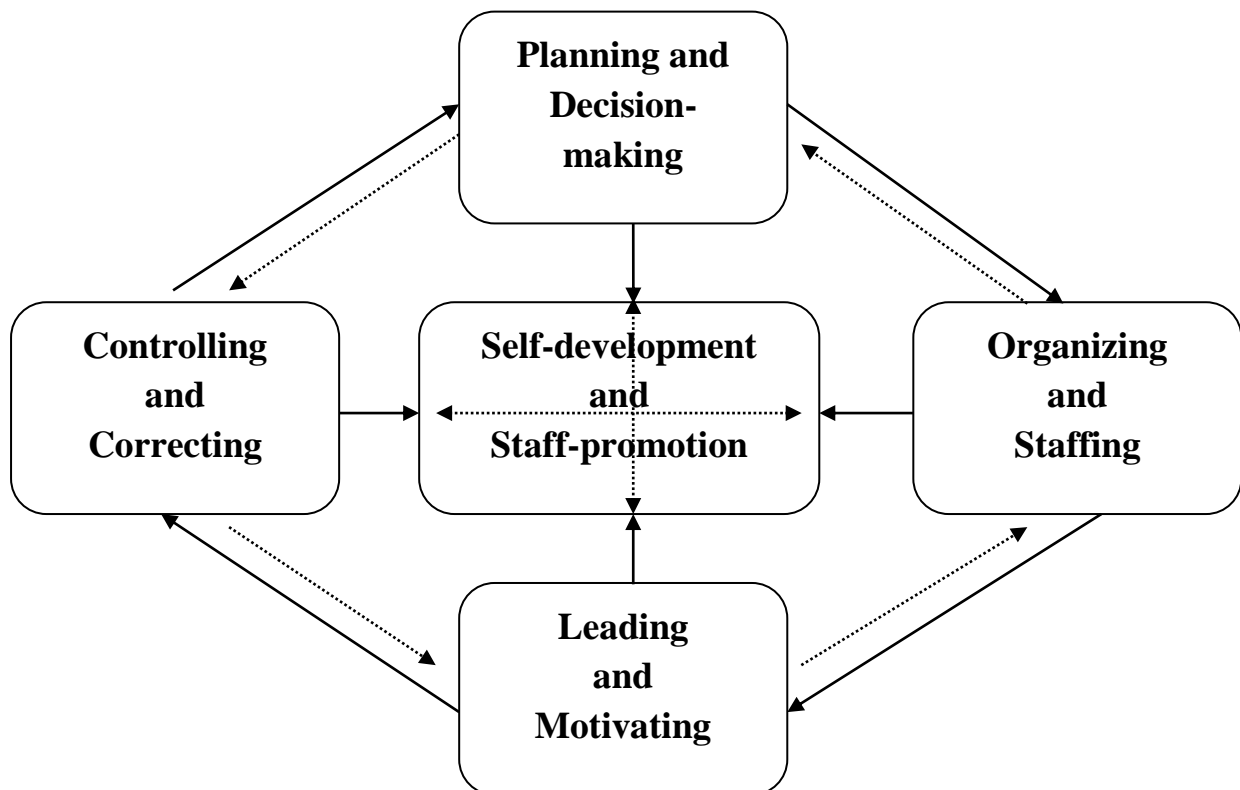 Planning and
Decision-
making
Controlling
and
Correcting
Self-development
and
Staff-promotion
Organizing
and
Staffing
Leading
and
Motivating